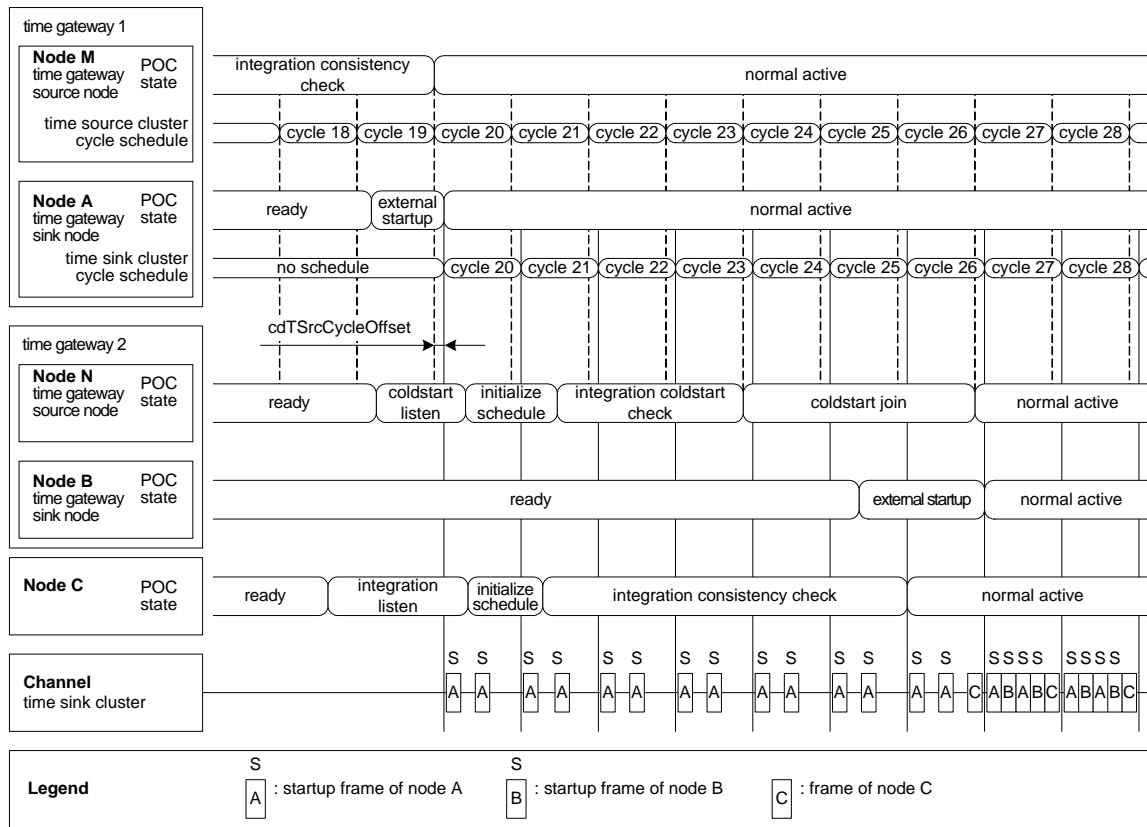 time gateway 1
Node M
time gateway
source node
POC
state
integration consistency
check
normal active
time source cluster
cycle schedule
cycle 18
cycle 19
cycle 20
cycle 21
cycle 22
cycle 23
cycle 24
cycle 25
cycle 26
cycle 27
cycle 28
Node A
time gateway
sink node
POC
state
ready
external
startup
normal active
time sink cluster
cycle schedule
no schedule
cycle 20
cycle 21
cycle 22
cycle 23
cycle 24
cycle 25
cycle 26
cycle 27
cycle 28
cdTSrcCycleOffset
time gateway 2
Node N
time gateway
source node
POC
state
ready
coldstart
listen
initialize
schedule
integration coldstart
check
coldstart join
normal active
Node B
time gateway
sink node
POC
state
ready
external startup
normal active
Node C
POC
state
ready
integration
listen
initialize
schedule
integration consistency check
normal active
S S S S S S S S S S S S S S S S S S S S S S
Channel
time sink cluster
A A A A A A A A A A A A A A C A B A B C A B A B C
Legend
S
A : startup frame of node A
S
B : startup frame of node B
C : frame of node C